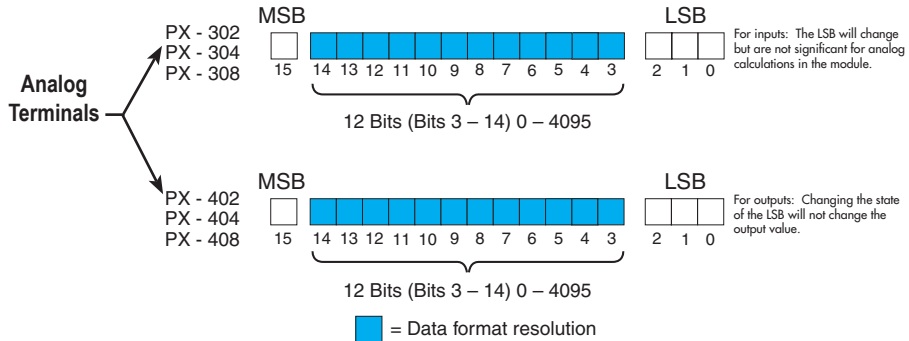 MSB
LSB
PX - 302
PX - 304
PX - 308
For inputs: The LSB will change
but are not significant for analog
calculations in the module.
15 14 13 12 11 10 9 8 7 6 5 4 3 2 1 0
12 Bits (Bits 3 – 14) 0 – 4095
Analog
Terminals
MSB
LSB
PX - 402
PX - 404
PX - 408
For outputs: Changing the state
of the LSB will not change the
output value.
15 14 13 12 11 10 9 8 7 6 5 4 3 2 1 0
12 Bits (Bits 3 – 14) 0 – 4095
= Data format resolution